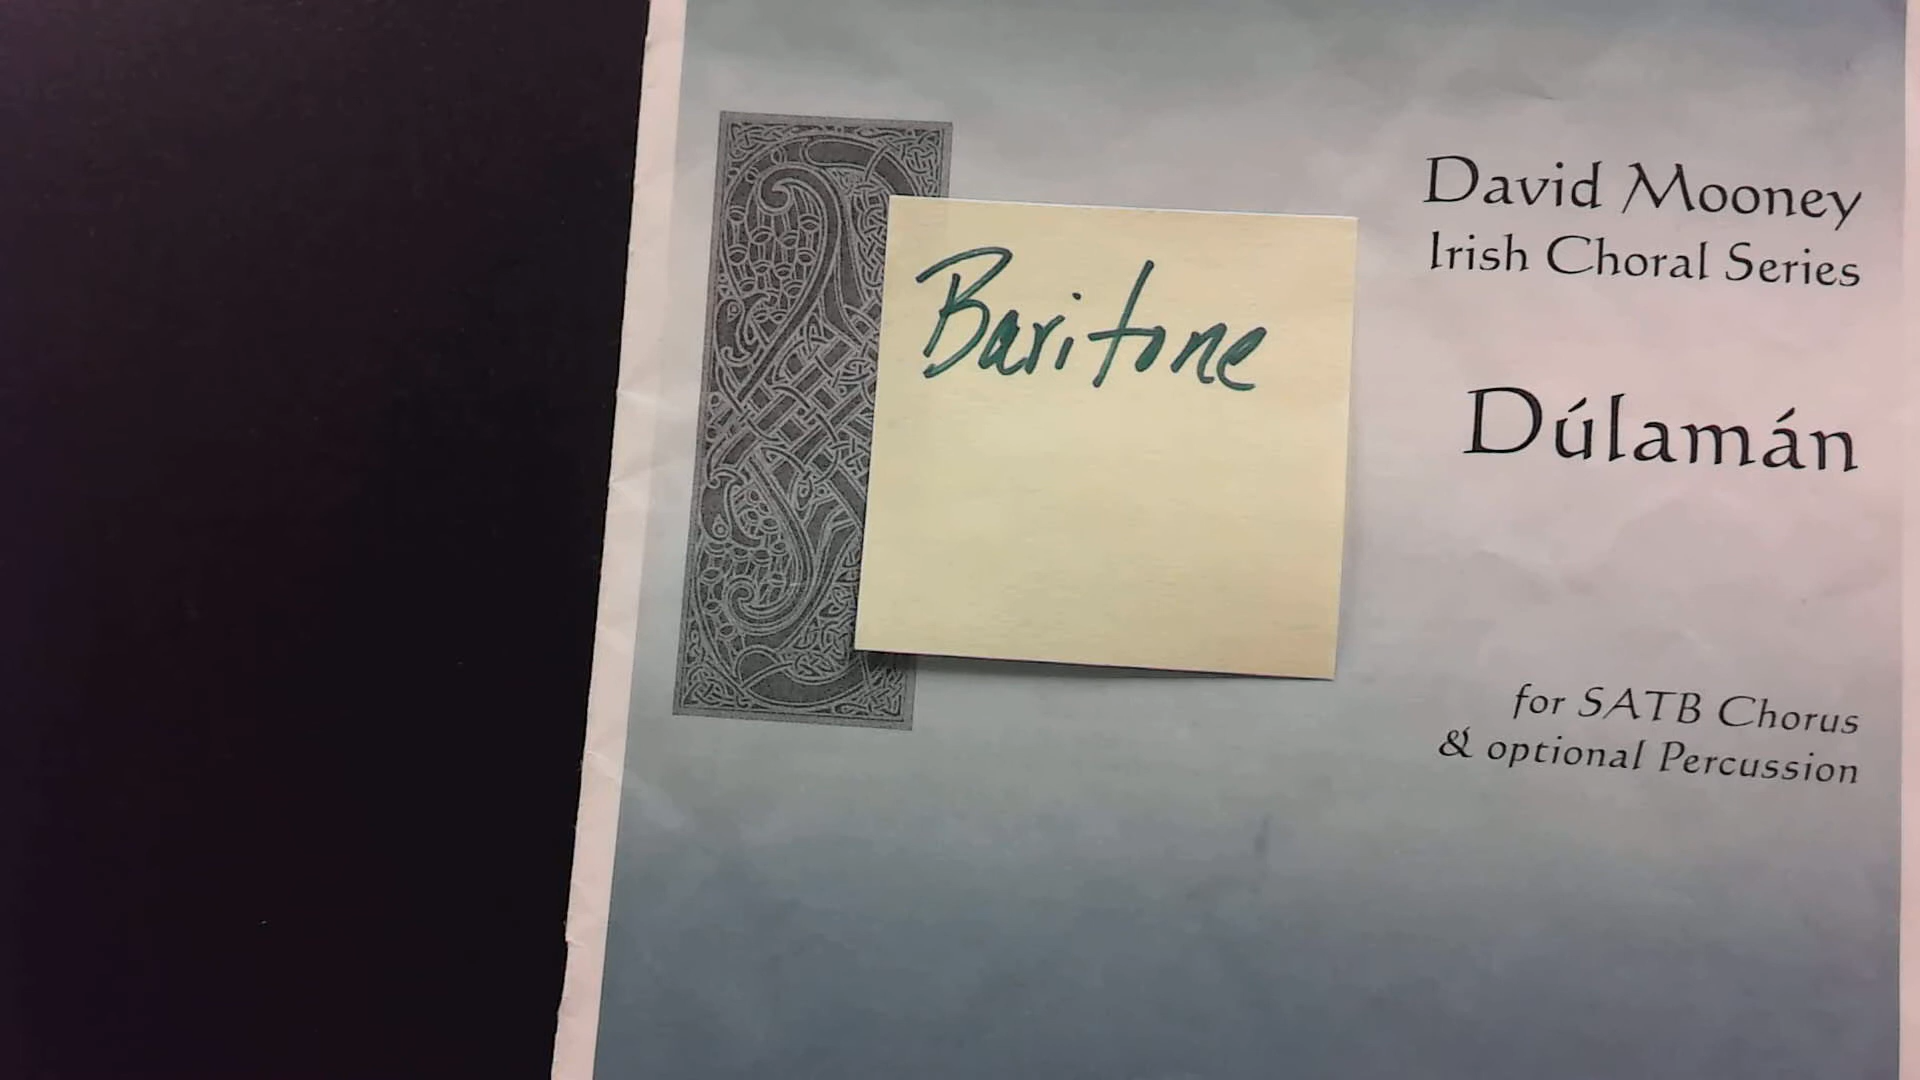 Baritone
David Mooney
Irish Choral Series
Dúlamán
for SATB Chorus
& optional Percussion